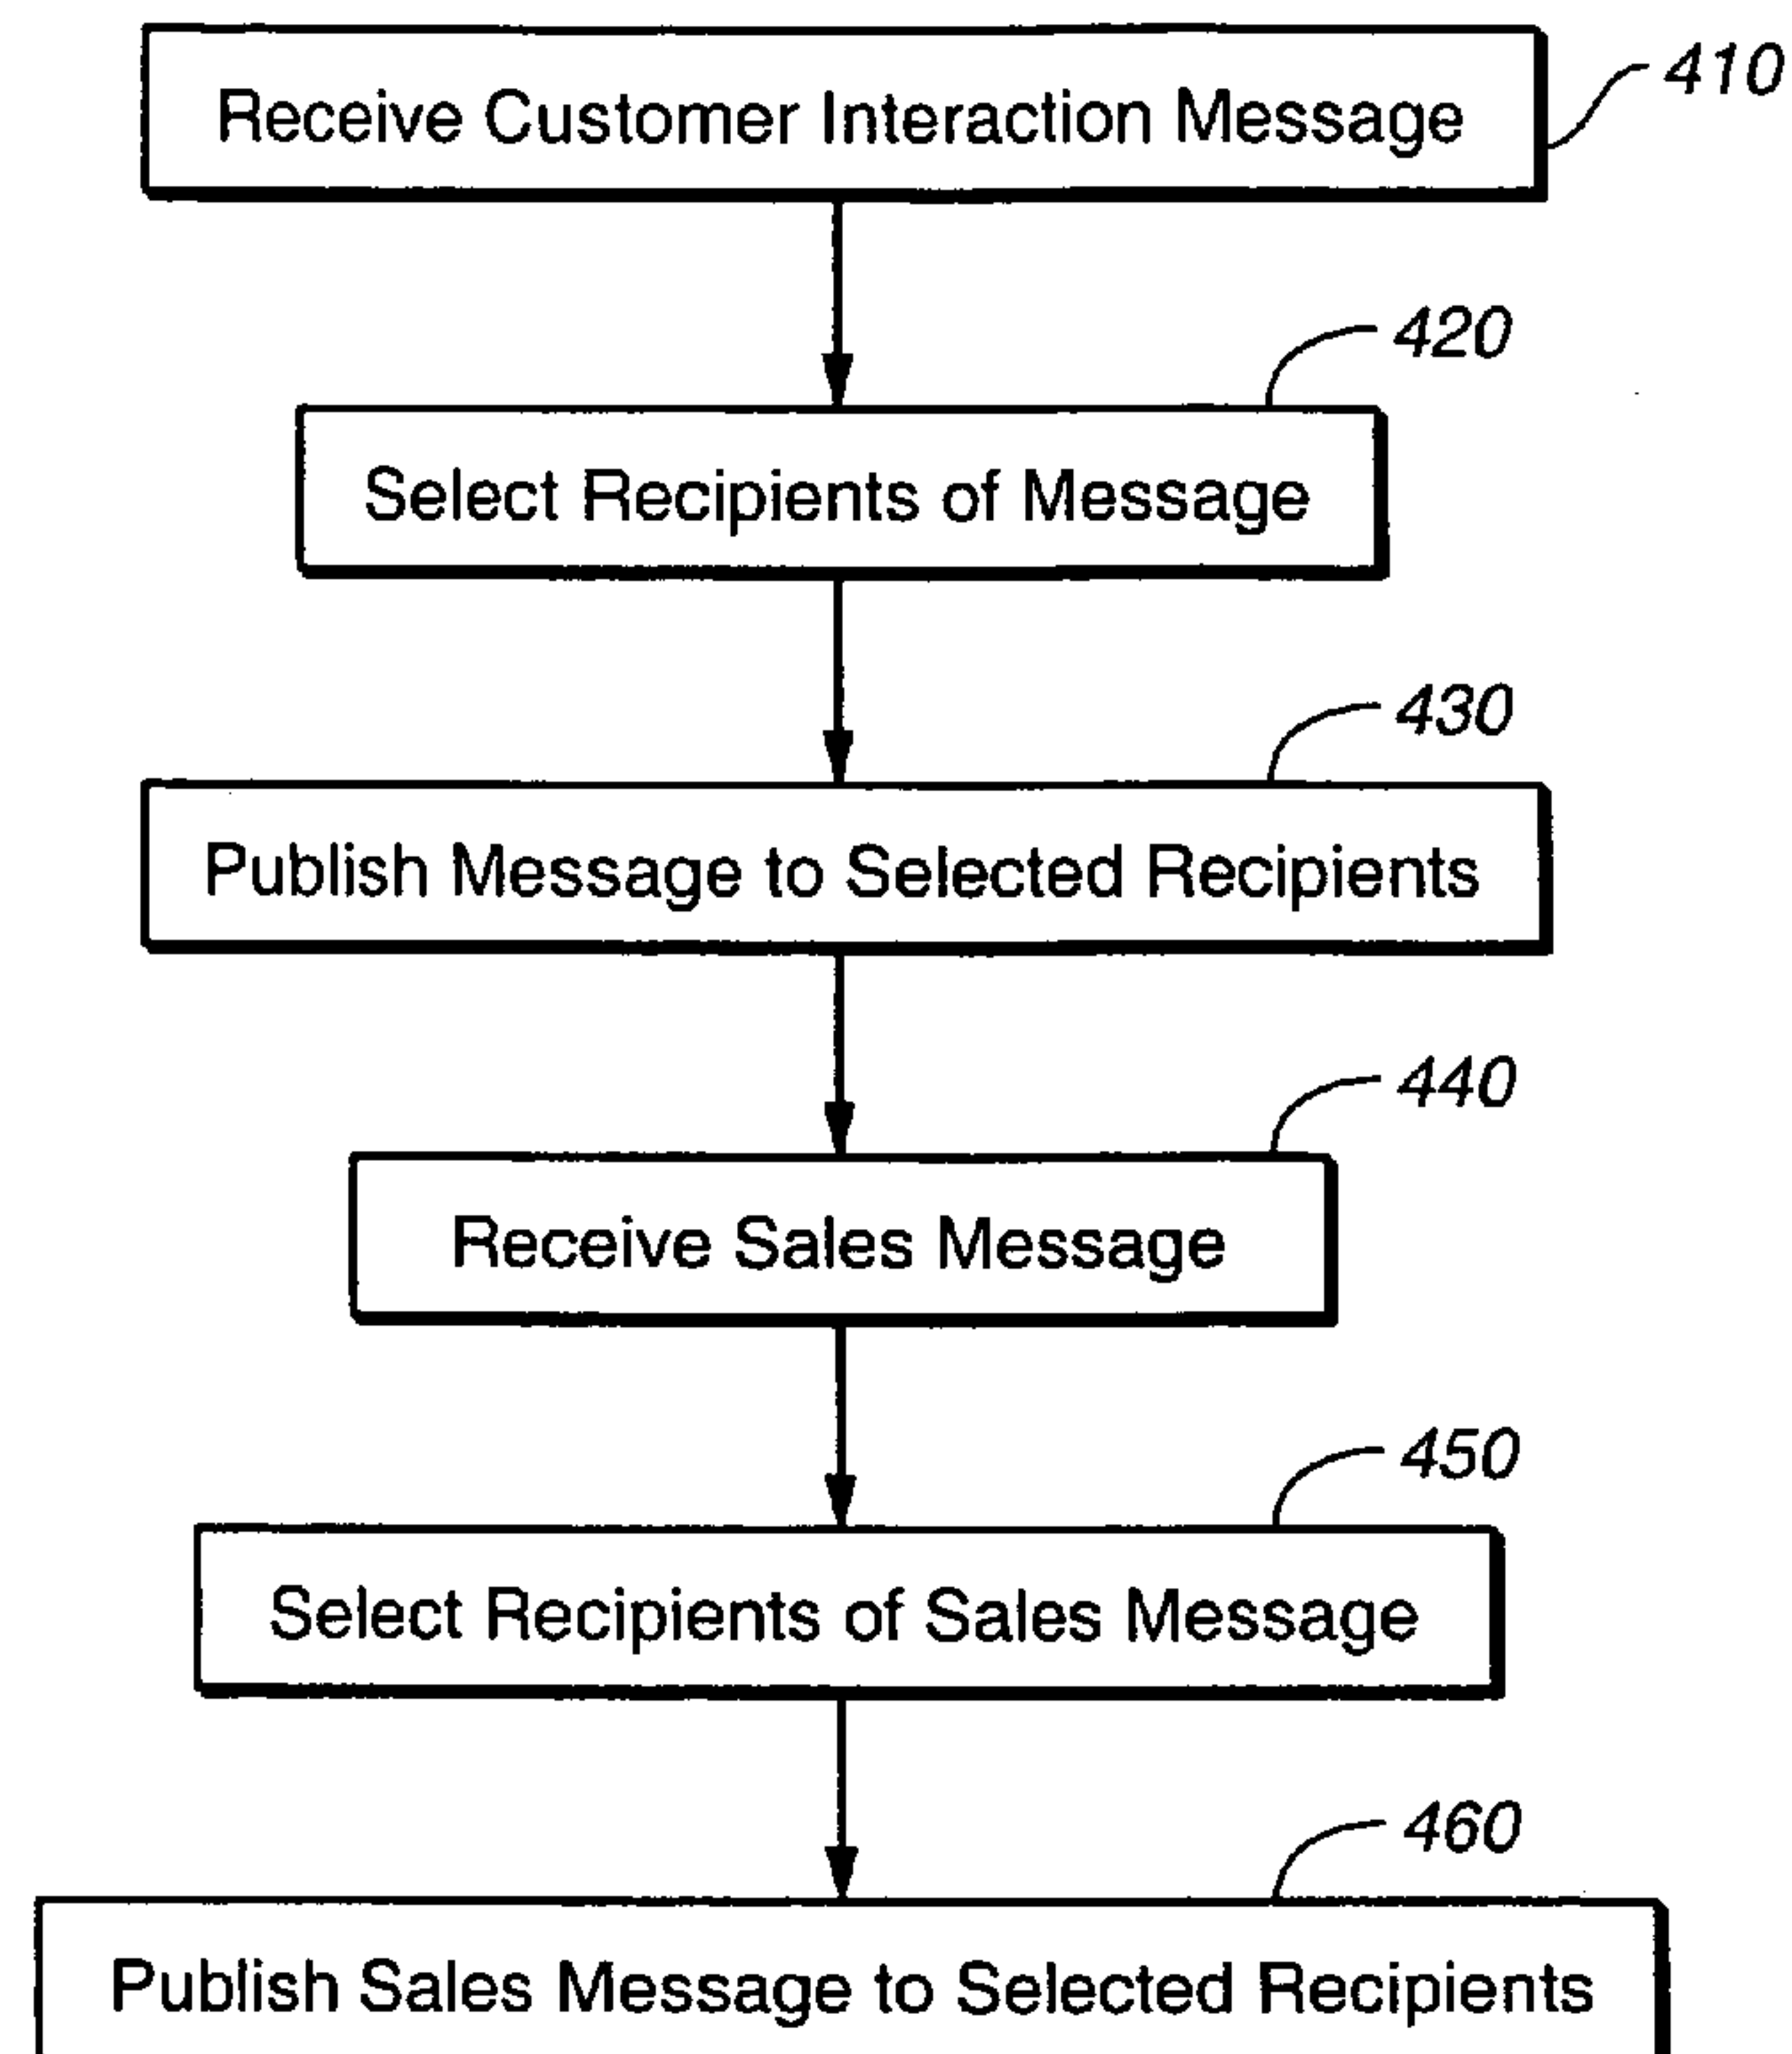 Receive Customer Interaction Message
410
420
Select Recipients of Message
430
Publish Message to Selected Recipients
440
Receive Sales Message
450
Select Recipients of Sales Message
460
Publish Sales Message to Selected Recipients